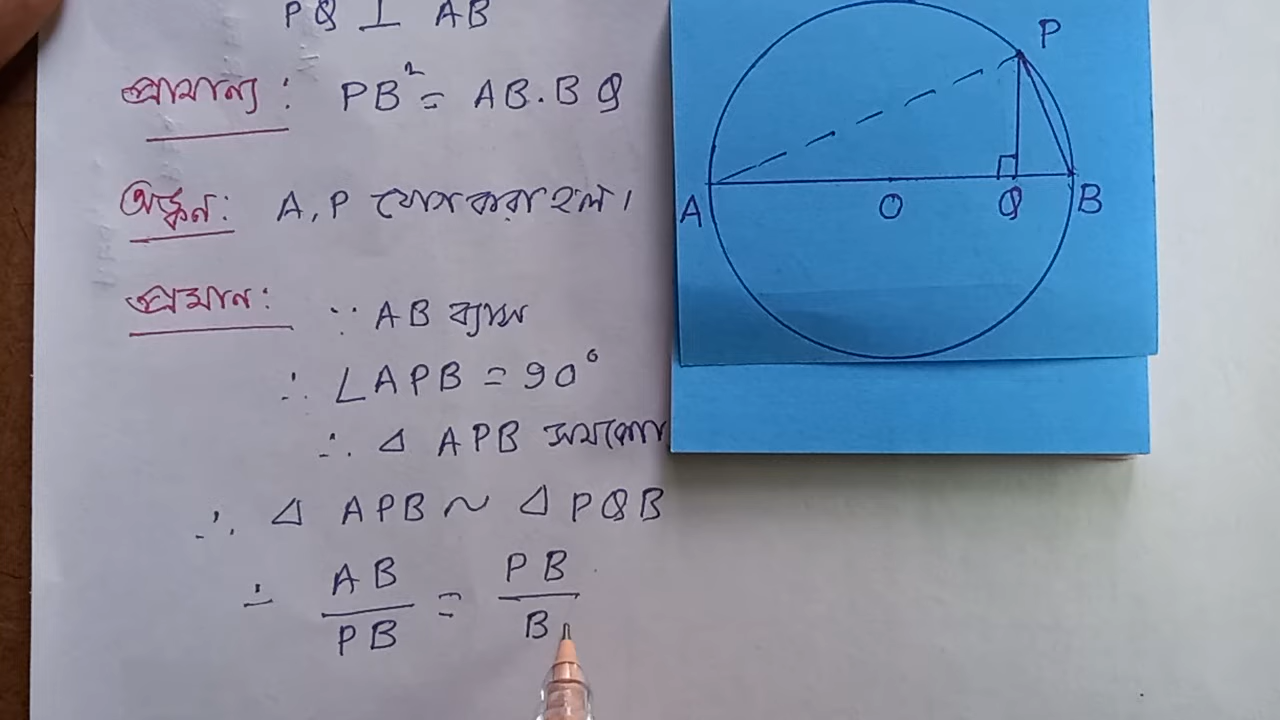 PQ ⊥ AB
প্রামান্য : PB² = AB.BQ
অঙ্কন: A, P যোগ করা হল।
প্রমান: ∵ AB ব্যাস
∴ ∠APB = 90°
∴ △ APB সমকোন
∴ △ APB ~ △ PQB
∴ AB/PB = PB/B
P
A
O
Q
B